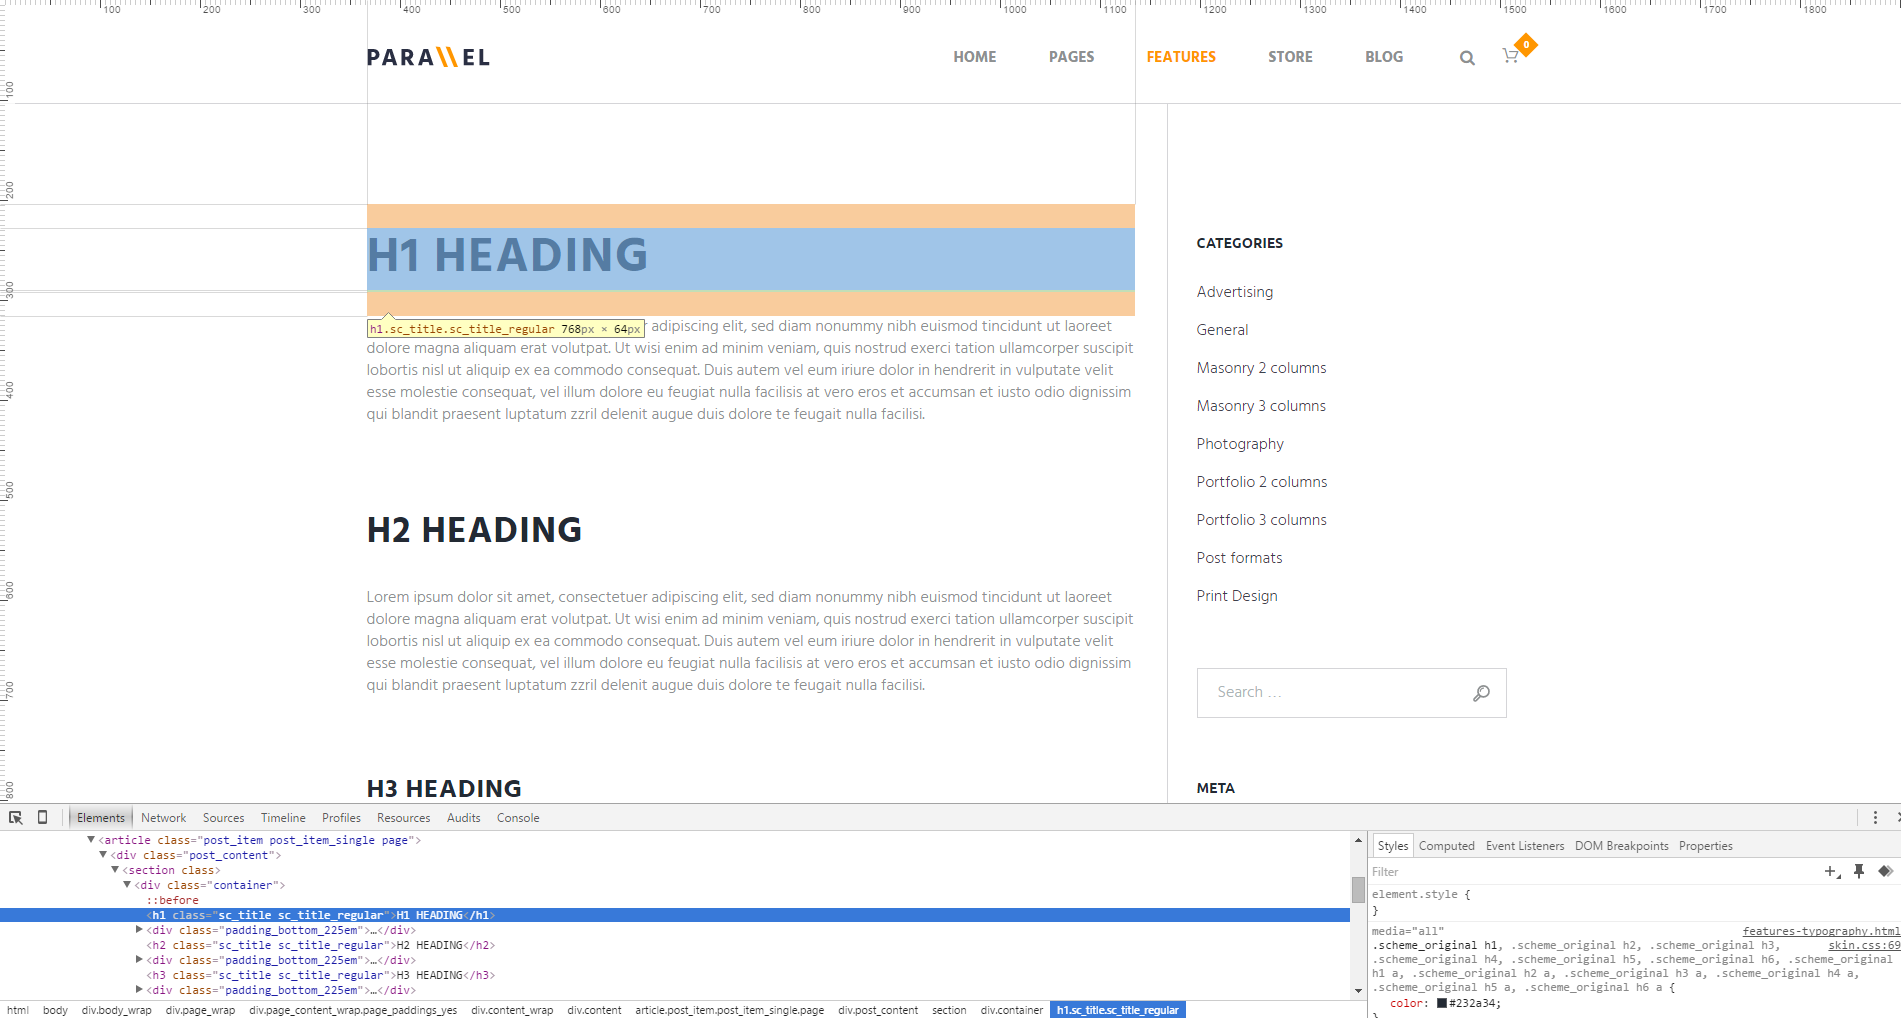 100 200 300 400 500 600 700 800 900 1000 1100 1200 1300 1400 1500 1600 1700 1800
100
200
300
400
500
600
700
800
PARA\\EL
HOME PAGES FEATURES STORE BLOG 0
H1 HEADING
h1.sc_title.sc_title_regular 768px × 64px
adipiscing elit, sed diam nonummy nibh euismod tincidunt ut laoreet
dolore magna aliquam erat volutpat. Ut wisi enim ad minim veniam, quis nostrud exerci tation ullamcorper suscipit
lobortis nisl ut aliquip ex ea commodo consequat. Duis autem vel eum iriure dolor in hendrerit in vulputate velit
esse molestie consequat, vel illum dolore eu feugiat nulla facilisis at vero eros et accumsan et iusto odio dignissim
qui blandit praesent luptatum zzril delenit augue duis dolore te feugait nulla facilisi.
H2 HEADING
Lorem ipsum dolor sit amet, consectetuer adipiscing elit, sed diam nonummy nibh euismod tincidunt ut laoreet
dolore magna aliquam erat volutpat. Ut wisi enim ad minim veniam, quis nostrud exerci tation ullamcorper suscipit
lobortis nisl ut aliquip ex ea commodo consequat. Duis autem vel eum iriure dolor in hendrerit in vulputate velit
esse molestie consequat, vel illum dolore eu feugiat nulla facilisis at vero eros et accumsan et iusto odio dignissim
qui blandit praesent luptatum zzril delenit augue duis dolore te feugait nulla facilisi.
H3 HEADING
CATEGORIES
Advertising
General
Masonry 2 columns
Masonry 3 columns
Photography
Portfolio 2 columns
Portfolio 3 columns
Post formats
Print Design
Search ...
META
Elements Network Sources Timeline Profiles Resources Audits Console
<article class="post_item post_item_single page">
<div class="post_content">
<section class>
<div class="container">
::before
<h1 class="sc_title sc_title_regular">H1 HEADING</h1>
<div class="padding_bottom_225em">…</div>
<h2 class="sc_title sc_title_regular">H2 HEADING</h2>
<div class="padding_bottom_225em">…</div>
<h3 class="sc_title sc_title_regular">H3 HEADING</h3>
<div class="padding_bottom_225em">…</div>
html body div.body_wrap div.page_wrap div.page_content_wrap.page_paddings_yes div.content_wrap div.content article.post_item.post_item_single.page div.post_content section div.container h1.sc_title.sc_title_regular
Styles Computed Event Listeners DOM Breakpoints Properties
Filter
element.style {
}
media="all" features-typography.html
.scheme_original h1, .scheme_original h2, .scheme_original h3, skin.css:69
.scheme_original h4, .scheme_original h5, .scheme_original h6, .scheme_original
h1 a, .scheme_original h2 a, .scheme_original h3 a, .scheme_original h4 a,
.scheme_original h5 a, .scheme_original h6 a {
color: #232a34;
}